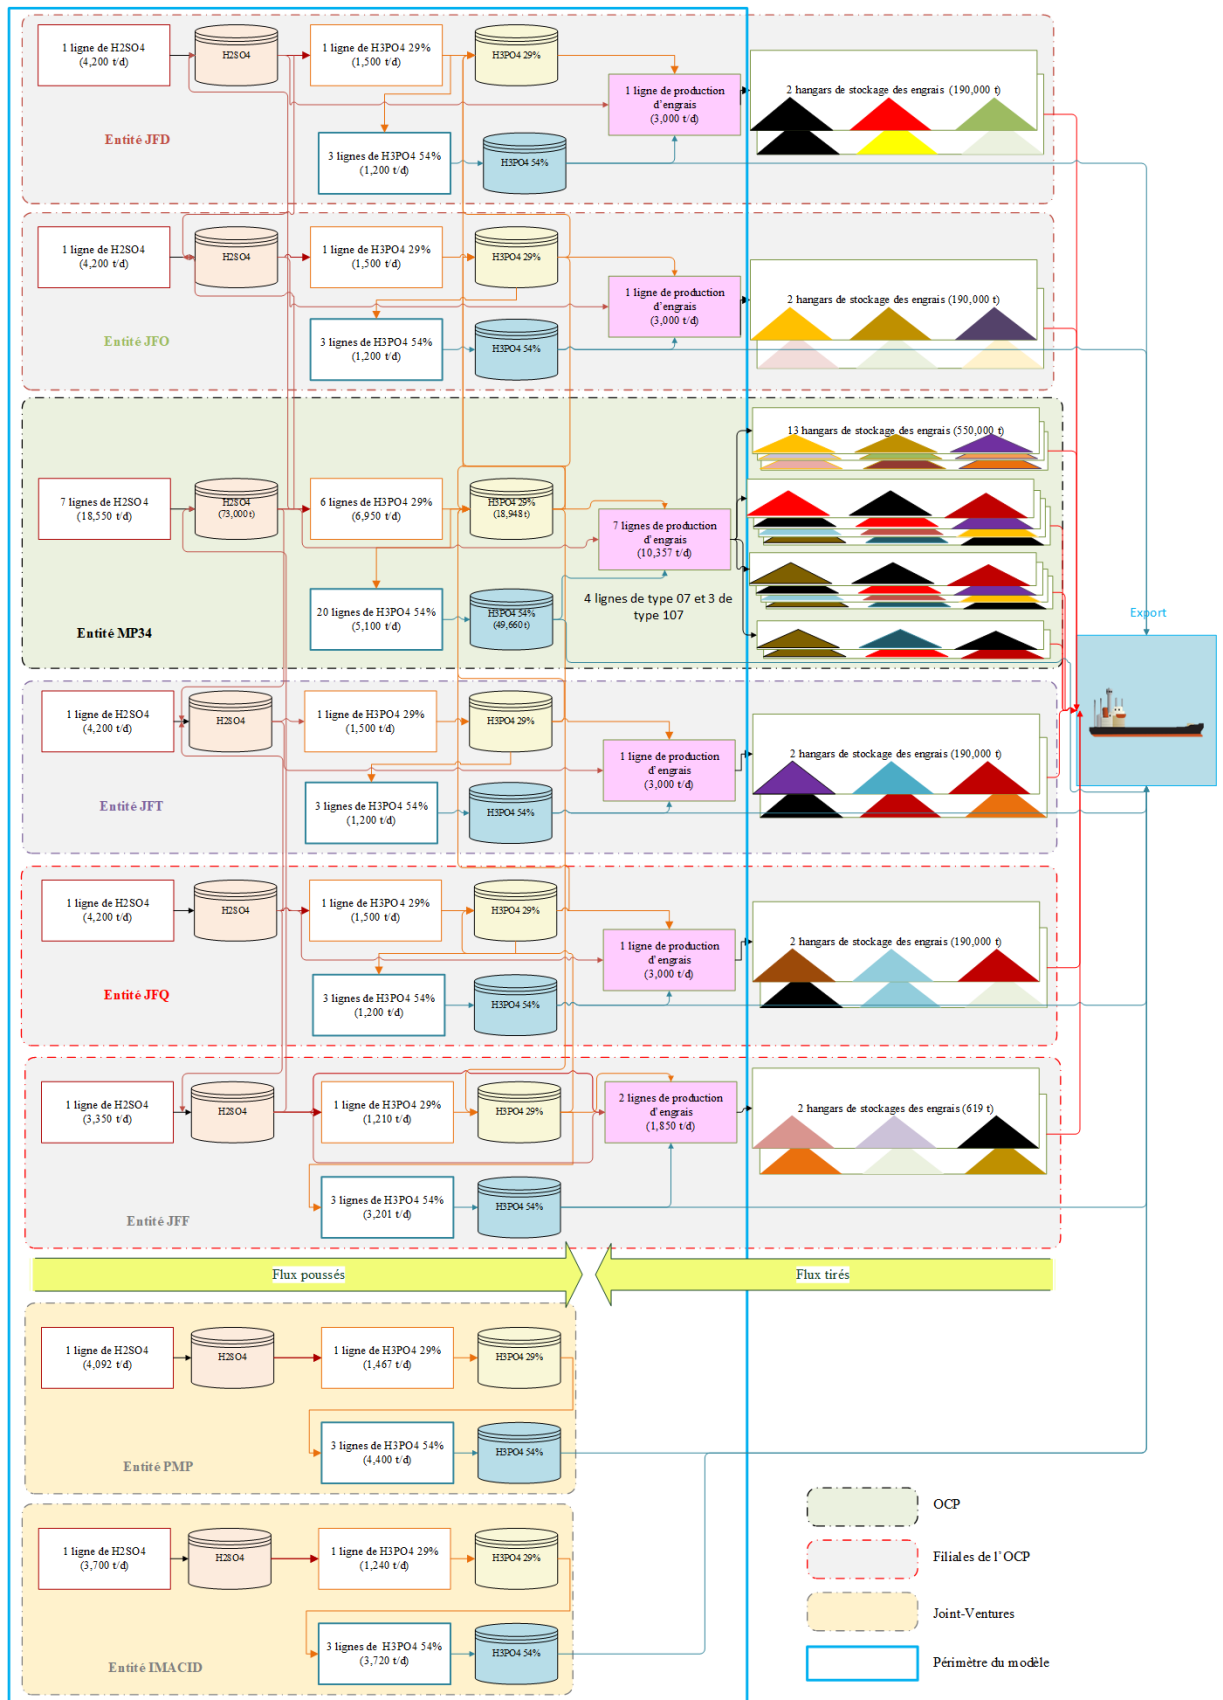 1 ligne de H2SO4
(4,200 t/d)
H2SO4
1 ligne de H3PO4 29%
(1,500 t/d)
H3PO4 29%
1 ligne de production
d'engrais
(3,000 t/d)
2 hangars de stockage des engrais (190,000 t)
Entité JFD
3 lignes de H3PO4 54%
(1,200 t/d)
H3PO4 54%
1 ligne de H2SO4
(4,200 t/d)
H2SO4
1 ligne de H3PO4 29%
(1,500 t/d)
H3PO4 29%
1 ligne de production
d'engrais
(3,000 t/d)
2 hangars de stockage des engrais (190,000 t)
Entité JFO
3 lignes de H3PO4 54%
(1,200 t/d)
H3PO4 54%
13 hangars de stockage des engrais (550,000 t)
7 lignes de H2SO4
(18,550 t/d)
H2SO4
(73,000 t)
6 lignes de H3PO4 29%
(6,950 t/d)
H3PO4 29%
(18,948 t)
7 lignes de production
d'engrais
(10,357 t/d)
4 lignes de type 07 et 3 de
type 107
20 lignes de H3PO4 54%
(5,100 t/d)
H3PO4 54%
(49,660 t)
Entité MP34
Export
1 ligne de H2SO4
(4,200 t/d)
H2SO4
1 ligne de H3PO4 29%
(1,500 t/d)
H3PO4 29%
1 ligne de production
d'engrais
(3,000 t/d)
2 hangars de stockage des engrais (190,000 t)
Entité JFT
3 lignes de H3PO4 54%
(1,200 t/d)
H3PO4 54%
1 ligne de H2SO4
(4,200 t/d)
H2SO4
1 ligne de H3PO4 29%
(1,500 t/d)
H3PO4 29%
1 ligne de production
d'engrais
(3,000 t/d)
2 hangars de stockage des engrais (190,000 t)
Entité JFQ
3 lignes de H3PO4 54%
(1,200 t/d)
H3PO4 54%
1 ligne de H2SO4
(3,350 t/d)
H2SO4
1 ligne de H3PO4 29%
(1,210 t/d)
H3PO4 29%
2 lignes de production
d'engrais
(1,850 t/d)
2 hangars de stockages des engrais (619 t)
Entité JFF
3 lignes de H3PO4 54%
(3,201 t/d)
H3PO4 54%
Flux poussés
Flux tirés
1 ligne de H2SO4
(4,092 t/d)
H2SO4
1 ligne de H3PO4 29%
(1,467 t/d)
H3PO4 29%
3 lignes de H3PO4 54%
(4,400 t/d)
H3PO4 54%
Entité PMP
1 ligne de H2SO4
(3,700 t/d)
H2SO4
1 ligne de H3PO4 29%
(1,240 t/d)
H3PO4 29%
3 lignes de H3PO4 54%
(3,720 t/d)
H3PO4 54%
Entité IMACID
OCP
Filiales de l'OCP
Joint-Ventures
Périmètre du modèle